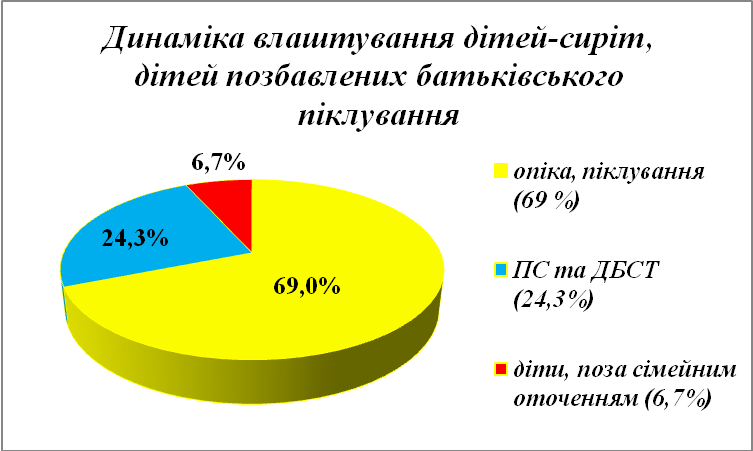 Динаміка влаштування дітей-сиріт,
дітей позбавлених батьківського
піклування
6,7%
24,3%
69,0%
опіка, піклування
(69 %)
ПС та ДБСТ
(24,3%)
діти, поза сімейним
оточенням (6,7%)